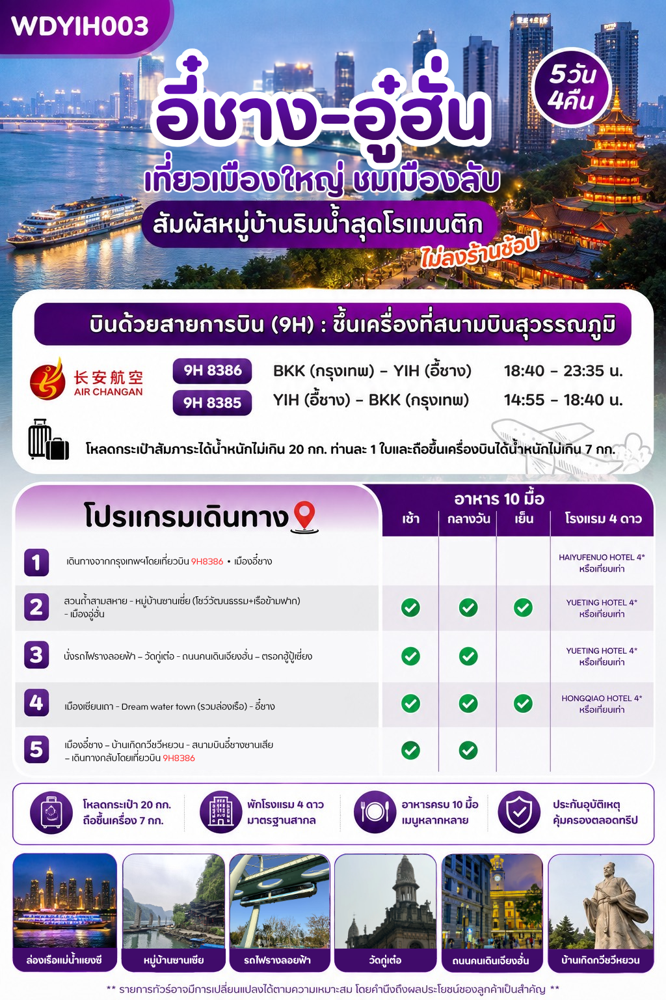 WDYIH003
5วัน
4คืน
อี๋ชาง-อู่ฮั่น
เที่ยวเมืองใหญ่ ชมเมืองลับ
สัมผัสหมู่บ้านริมน้ำสุดโรแมนติก
ไม่ลงร้านช้อป
บินด้วยสายการบิน (9H) : ขึ้นเครื่องที่สนามบินสุวรรณภูมิ
长安航空
AIR CHANGAN
9H 8386 BKK (กรุงเทพ) – YIH (อี๋ชาง) 18:40 – 23:35 น.
9H 8385 YIH (อี๋ชาง) – BKK (กรุงเทพ) 14:55 – 18:40 น.
โหลดกระเป๋าสัมภาระได้น้ำหนักไม่เกิน 20 กก. ท่านละ 1 ใบและถือขึ้นเครื่องบินได้น้ำหนักไม่เกิน 7 กก.
โปรแกรมเดินทาง
อาหาร 10 มื้อ
เช้า กลางวัน เย็น โรงแรม 4 ดาว
1 เดินทางจากกรุงเทพฯโดยเที่ยวบิน 9H8386 • เมืองอี๋ชาง
HAIYUFENUO HOTEL 4*
หรือเทียบเท่า
2 สวนถ้ำสามสหาย - หมู่บ้านซานเซี่ย (โชว์วัฒนธรรม+เรือข้ามฟาก)
- เมืองอู่ฮั่น
YUETING HOTEL 4*
หรือเทียบเท่า
3 นั่งรถไฟรางลอยฟ้า – วัดกู่เต๋อ - ถนนคนเดินเจียงฮั่น – ตรอกฮู้ปู้เซี่ยง
YUETING HOTEL 4*
หรือเทียบเท่า
4 เมืองเซียนเถา - Dream water town (รวมล่องเรือ) - อี๋ชาง
HONGQIAO HOTEL 4*
หรือเทียบเท่า
5 เมืองอี๋ชาง – บ้านเกิดกวีชวีหยวน - สนามบินอี๋ชางซานเสีย
– เดินทางกลับโดยเที่ยวบิน 9H8386
โหลดกระเป๋า 20 กก.
ถือขึ้นเครื่อง 7 กก.
พักโรงแรม 4 ดาว
มาตรฐานสากล
อาหารครบ 10 มื้อ
เมนูหลากหลาย
ประกันอุบัติเหตุ
คุ้มครองตลอดทริป
ล่องเรือแม่น้ำแยงซี
หมู่บ้านซานเซีย
รถไฟรางลอยฟ้า
วัดกู่เต๋อ
ถนนคนเดินเจียงฮั่น
บ้านเกิดกวีชวีหยวน
** รายการทัวร์อาจมีการเปลี่ยนแปลงได้ตามความเหมาะสม โดยคำนึงถึงผลประโยชน์ของลูกค้าเป็นสำคัญ **